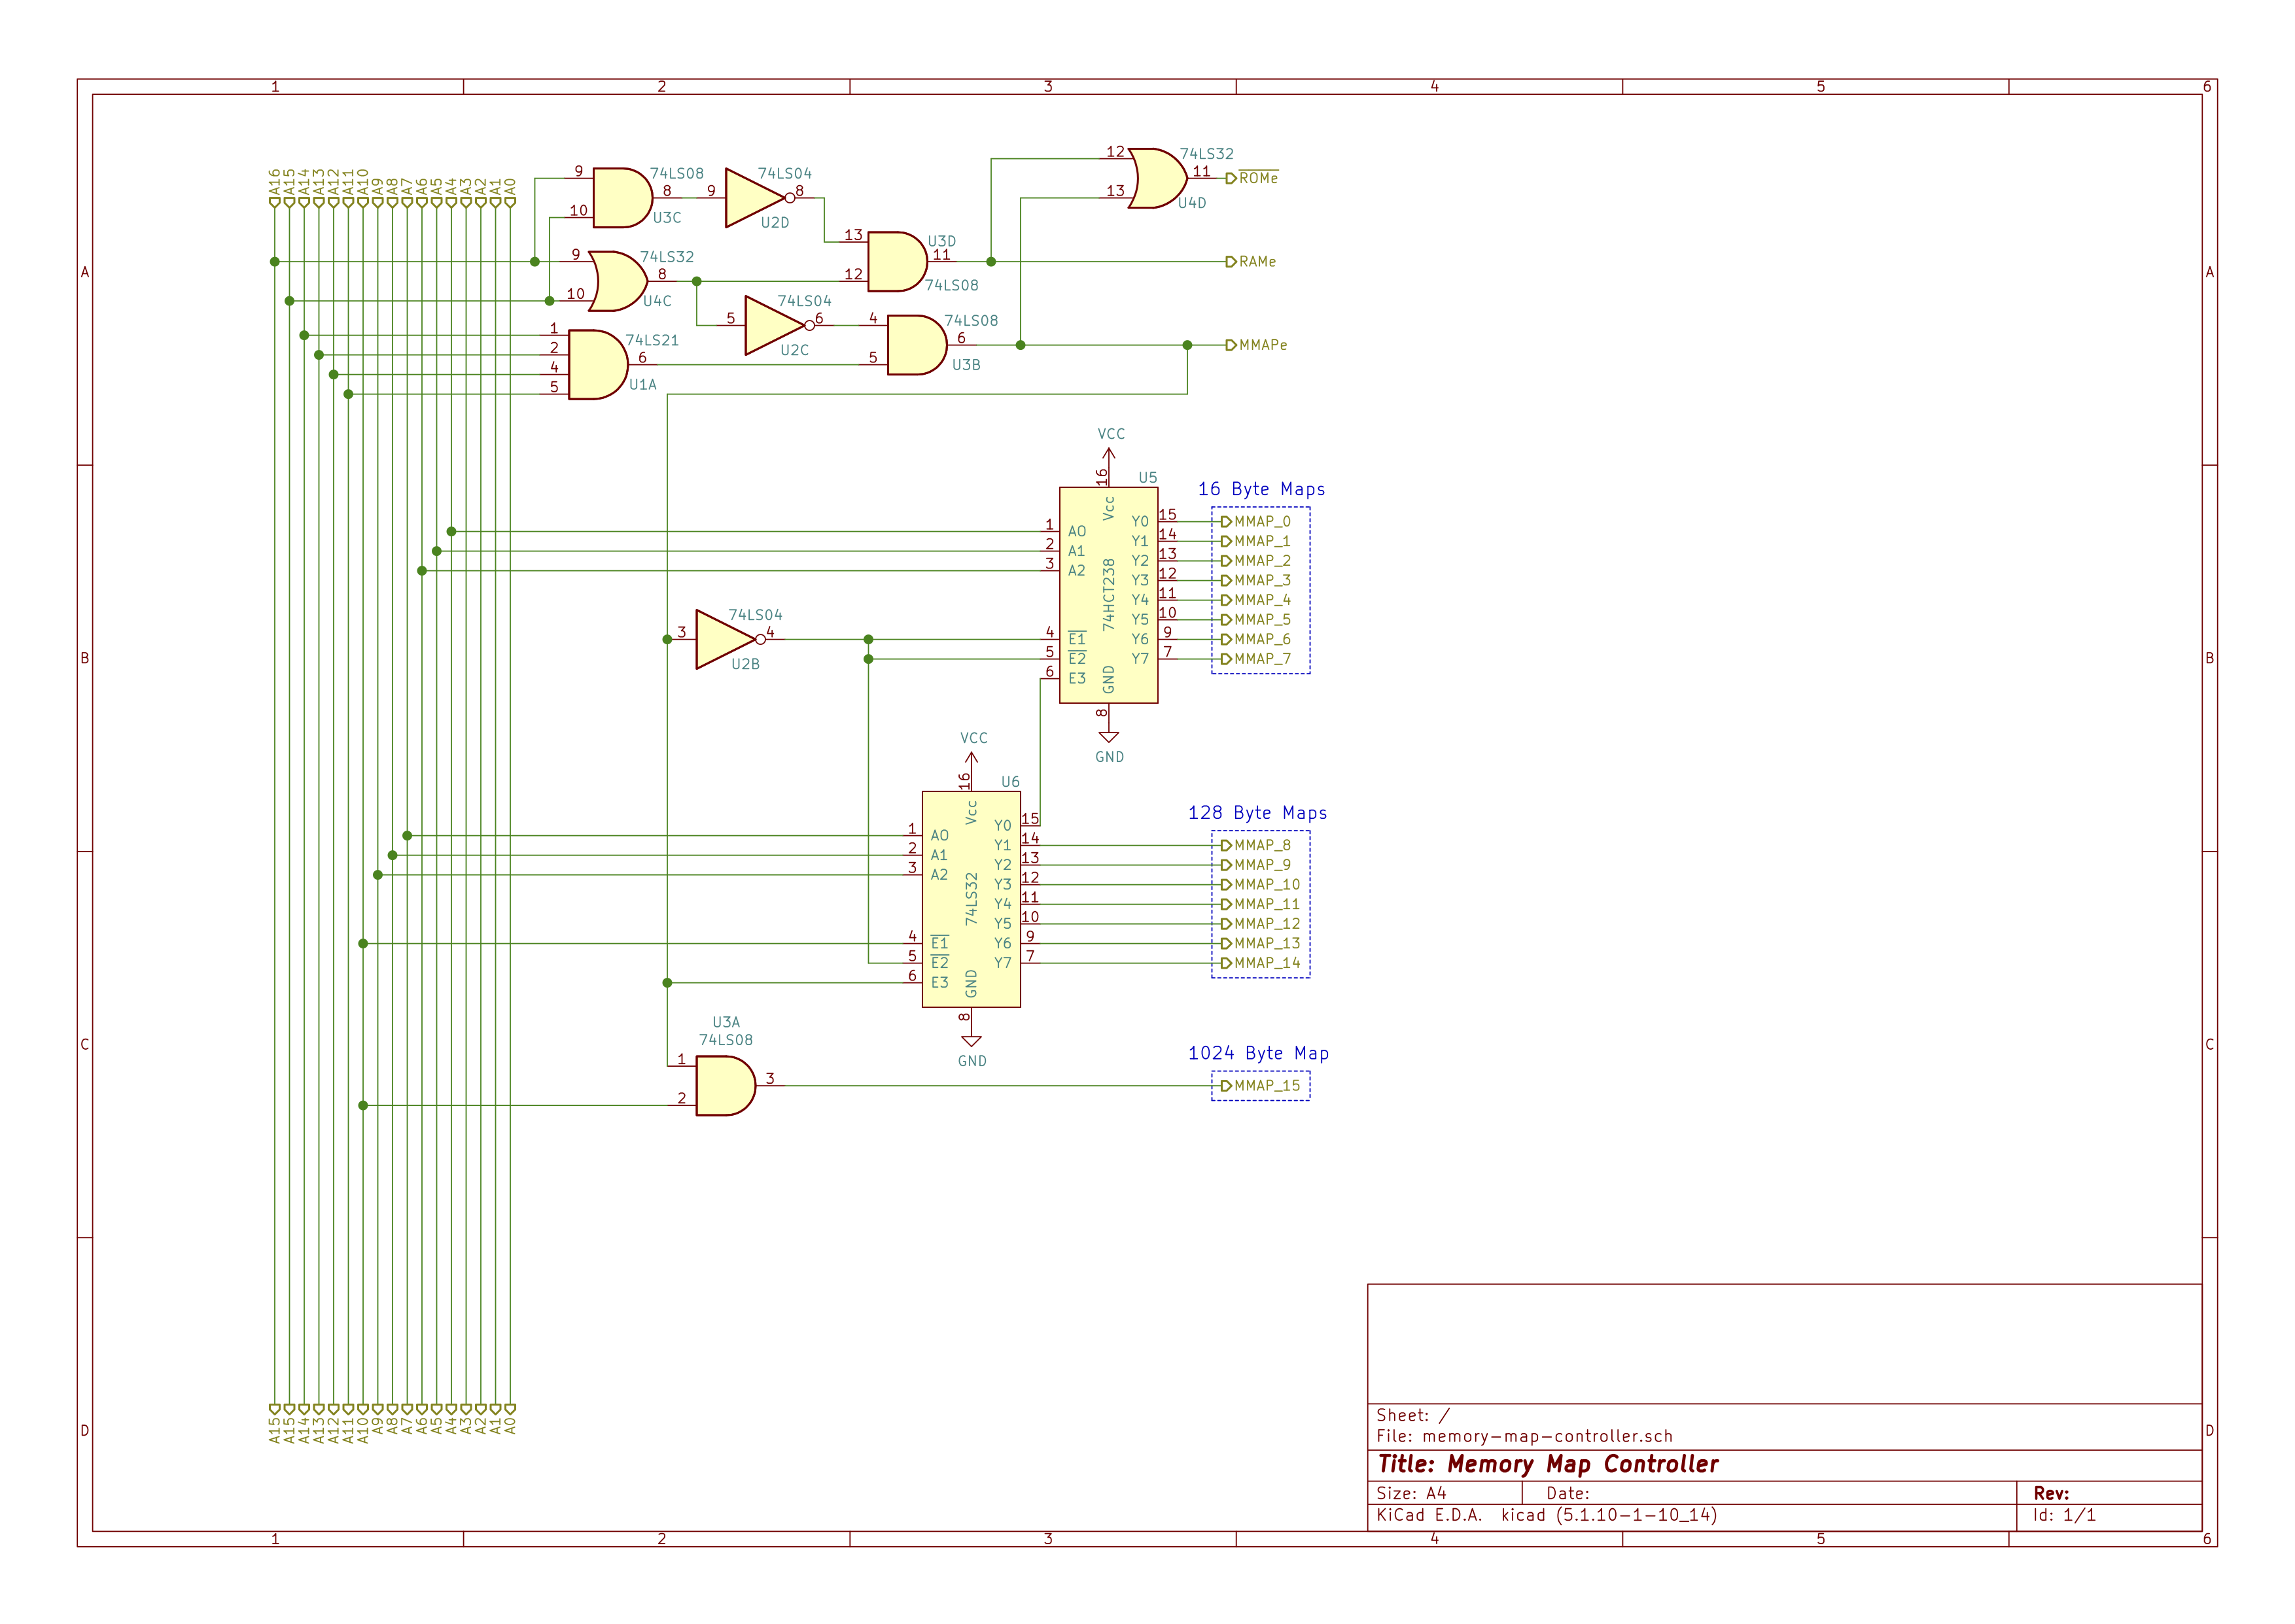 1 2 3 4 5 6
A
B
C
D
A
B
C
D
A16 A15 A14 A13 A12 A11 A10 A9 A8 A7 A6 A5 A4 A3 A2 A1 A0
9
10
74LS08
8
U3C
9
74LS04
8
U2D
9
10
74LS32
8
U4C
1
2
4
5
74LS21
6
U1A
5
74LS04
6
U2C
13
12
U3D
11
74LS08
4
5
74LS08
6
U3B
12
13
74LS32
11
U4D
ROMe
RAMe
MMAPe
VCC
16
U5
Vcc
74HCT238
GND
1 AO
2 A1
3 A2
4 E1
5 E2
6 E3
Y0 15
Y1 14
Y2 13
Y3 12
Y4 11
Y5 10
Y6 9
Y7 7
8
GND
16 Byte Maps
MMAP_0
MMAP_1
MMAP_2
MMAP_3
MMAP_4
MMAP_5
MMAP_6
MMAP_7
3
74LS04
4
U2B
VCC
16
U6
Vcc
74LS32
GND
1 AO
2 A1
3 A2
4 E1
5 E2
6 E3
Y0 15
Y1 14
Y2 13
Y3 12
Y4 11
Y5 10
Y6 9
Y7 7
8
GND
128 Byte Maps
MMAP_8
MMAP_9
MMAP_10
MMAP_11
MMAP_12
MMAP_13
MMAP_14
U3A
74LS08
1
2
3
1024 Byte Map
MMAP_15
A15 A15 A14 A13 A12 A11 A10 A9 A8 A7 A6 A5 A4 A3 A2 A1 A0
Sheet: /
File: memory-map-controller.sch
Title: Memory Map Controller
Size: A4 Date: Rev:
KiCad E.D.A. kicad (5.1.10-1-10_14) Id: 1/1
1 2 3 4 5 6